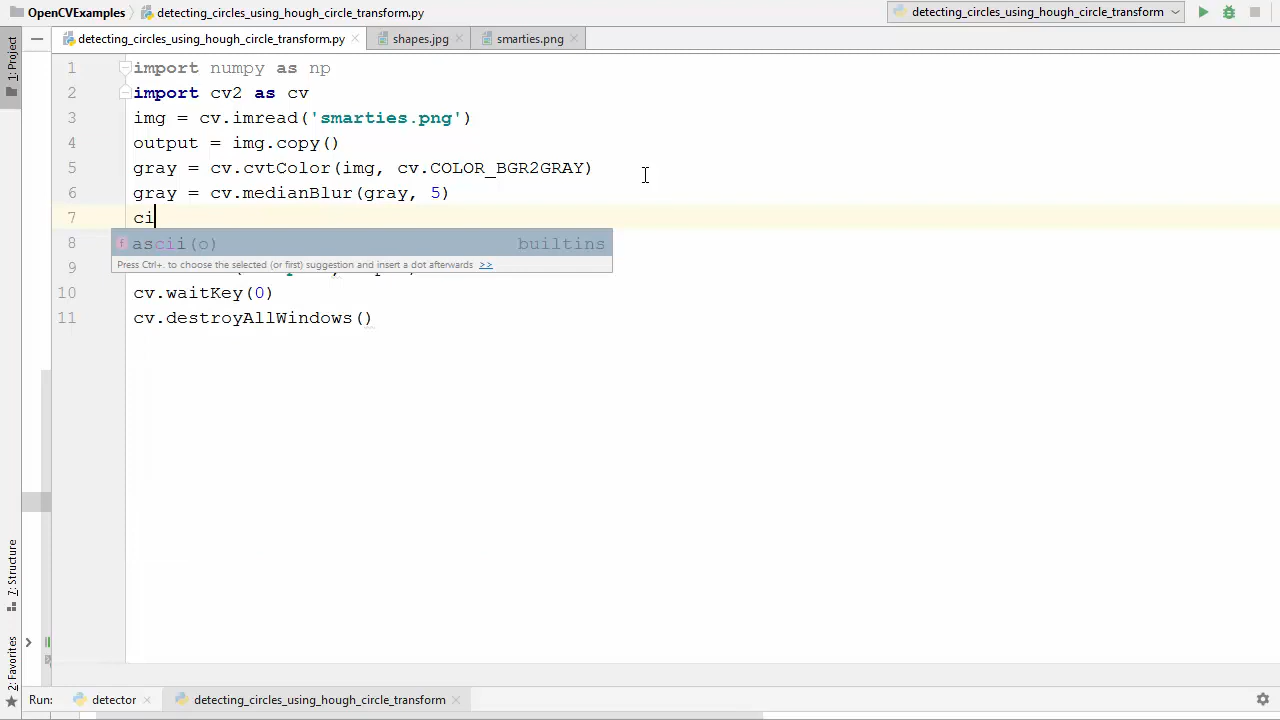 OpenCVExamples detecting_circles_using_hough_circle_transform.py detecting_circles_using_hough_circle_transform
detecting_circles_using_hough_circle_transform.py shapes.jpg smarties.png
1: Project
1 import numpy as np
2 import cv2 as cv
3 img = cv.imread('smarties.png')
4 output = img.copy()
5 gray = cv.cvtColor(img, cv.COLOR_BGR2GRAY)
6 gray = cv.medianBlur(gray, 5)
7 ci
8 ascii(o) builtins
9 Press Ctrl+. to choose the selected (or first) suggestion and insert a dot afterwards >>
10 cv.waitKey(0)
11 cv.destroyAllWindows()
7: Structure
2: Favorites
Run: detector detecting_circles_using_hough_circle_transform